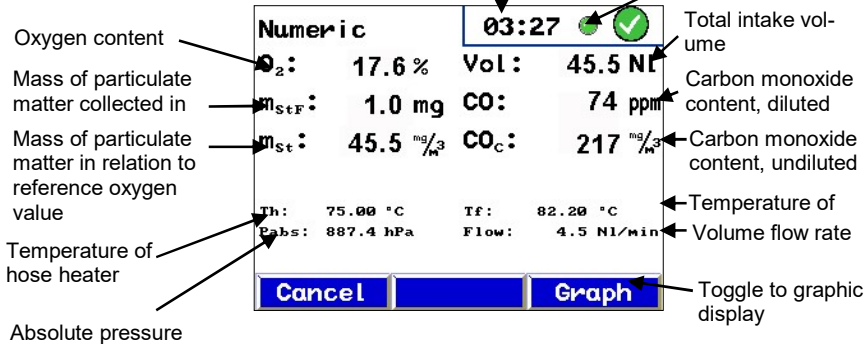 Oxygen content
Mass of particulate
matter collected in
Mass of particulate
matter in relation to
reference oxygen
value
Temperature of
hose heater
Absolute pressure
Numeric 03:27
O₂: 17.6 % Vol: 45.5 Nl
mStF: 1.0 mg CO: 74 ppm
mSt: 45.5 mg/m³ COc: 217 mg/m³
Th: 75.00 °C Tf: 82.20 °C
Pabs: 887.4 hPa Flow: 4.5 Nl/min
Cancel Graph
Total intake vol-
ume
Carbon monoxide
content, diluted
Carbon monoxide
content, undiluted
Temperature of
Volume flow rate
Toggle to graphic
display